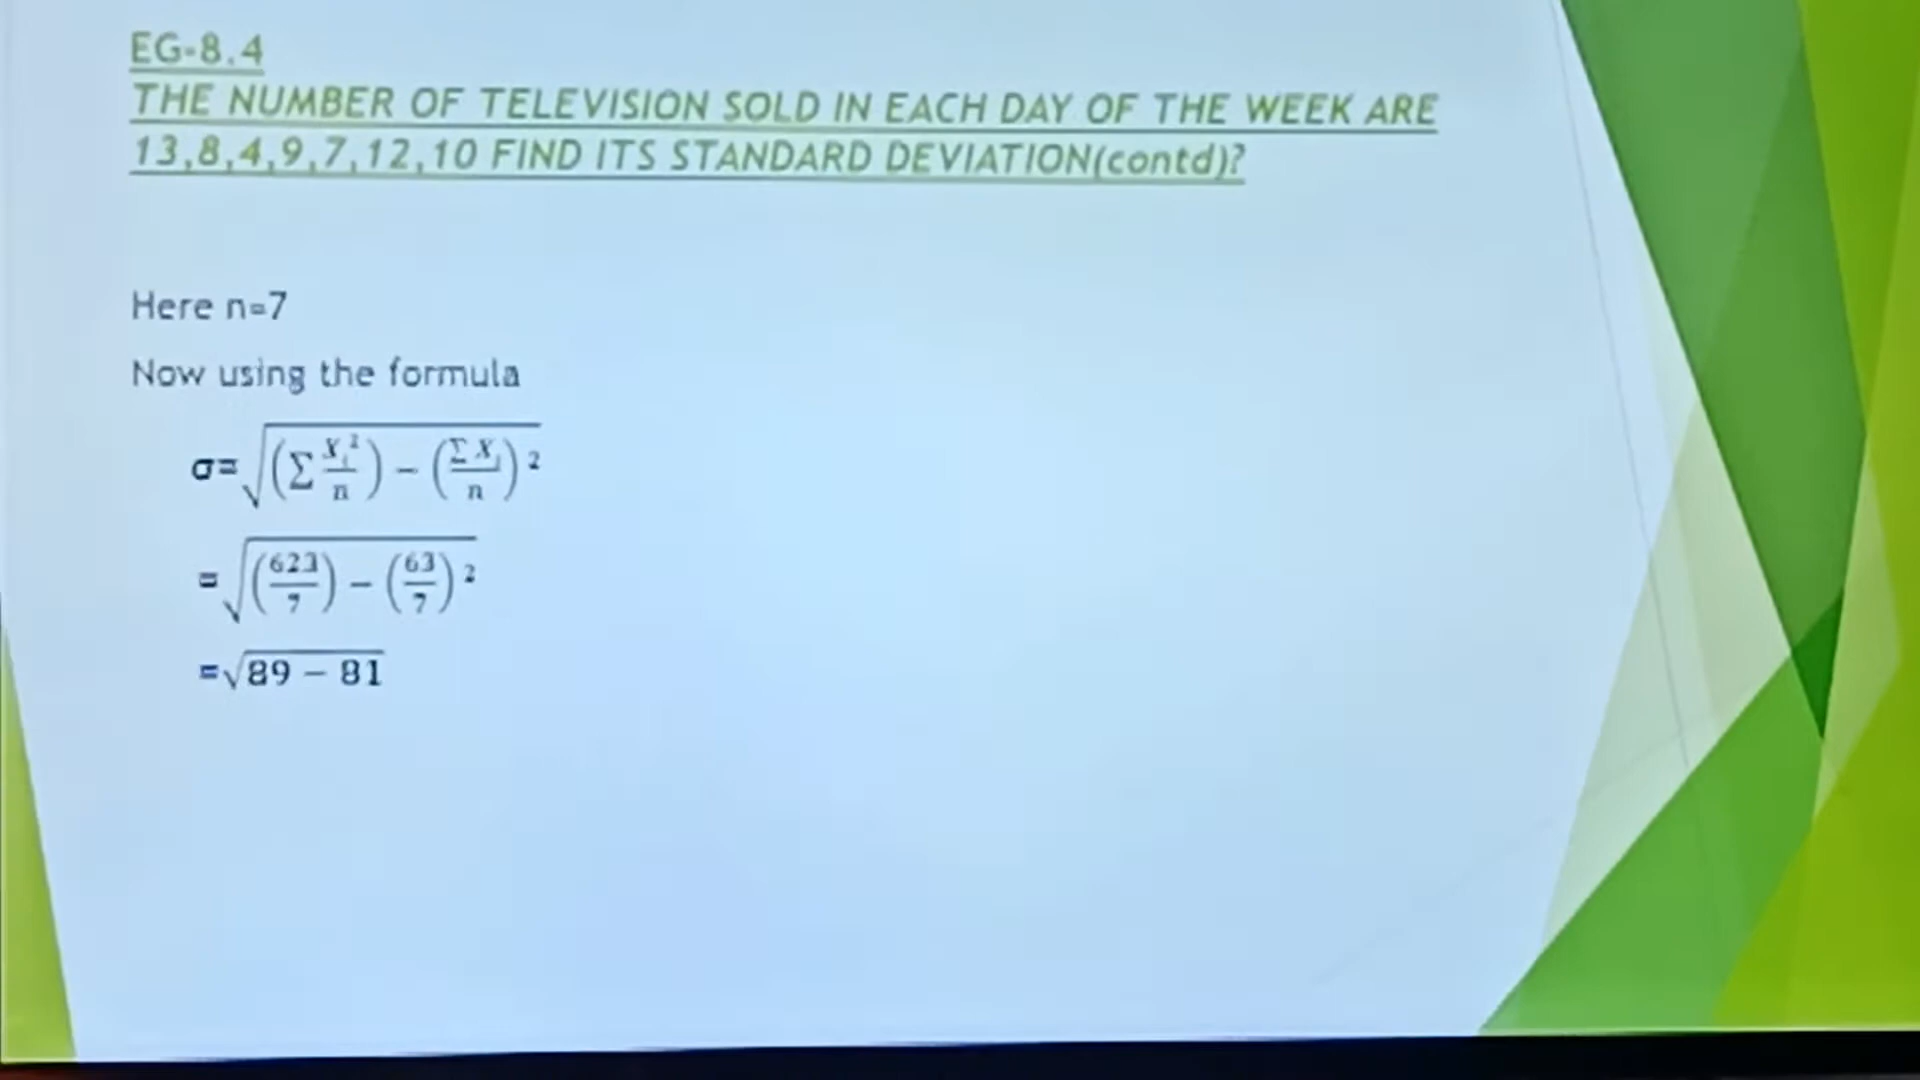 EG-8.4
THE NUMBER OF TELEVISION SOLD IN EACH DAY OF THE WEEK ARE
13,8,4,9,7,12,10 FIND ITS STANDARD DEVIATION(contd)?
Here n=7
Now using the formula
σ=√((Σ Xᵢ²/n) − (Σ Xᵢ/n)²)
=√((623/7) − (63/7)²)
=√(89 − 81)